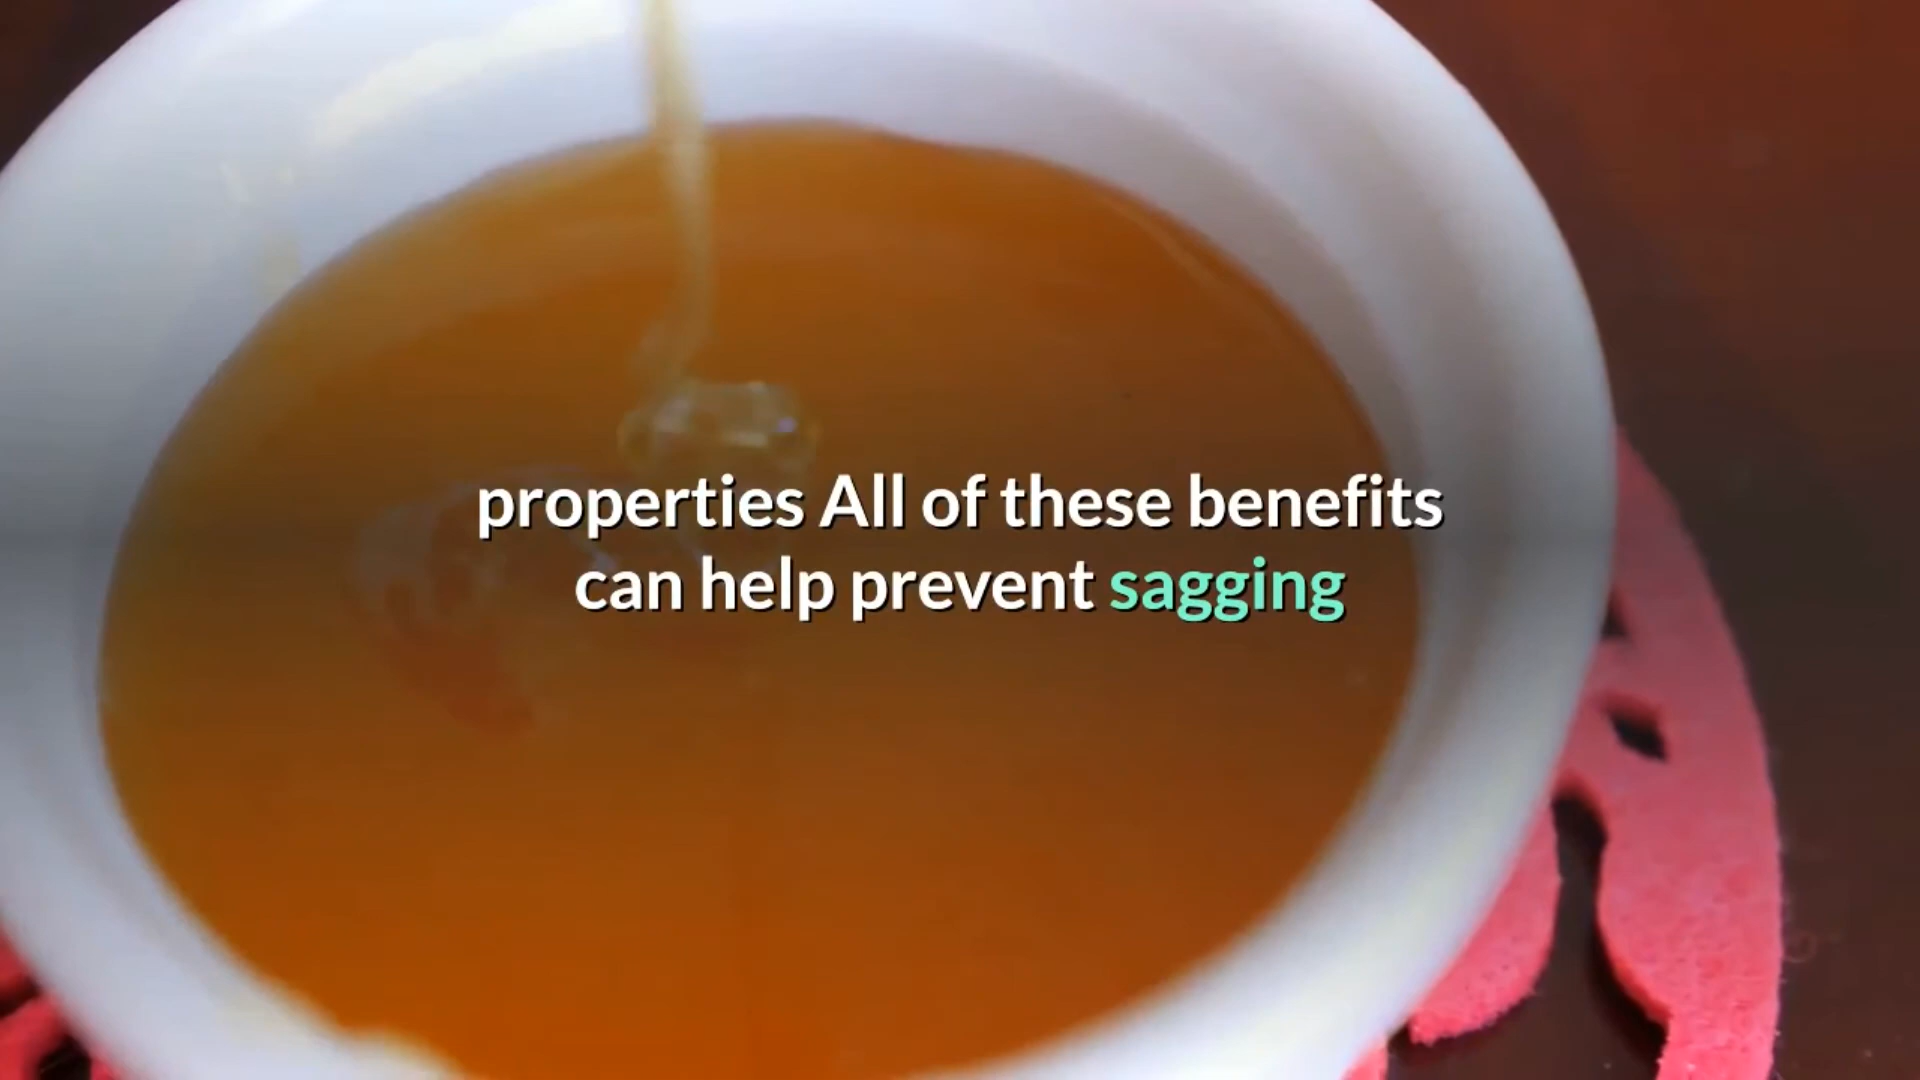 properties All of these benefits
can help prevent sagging